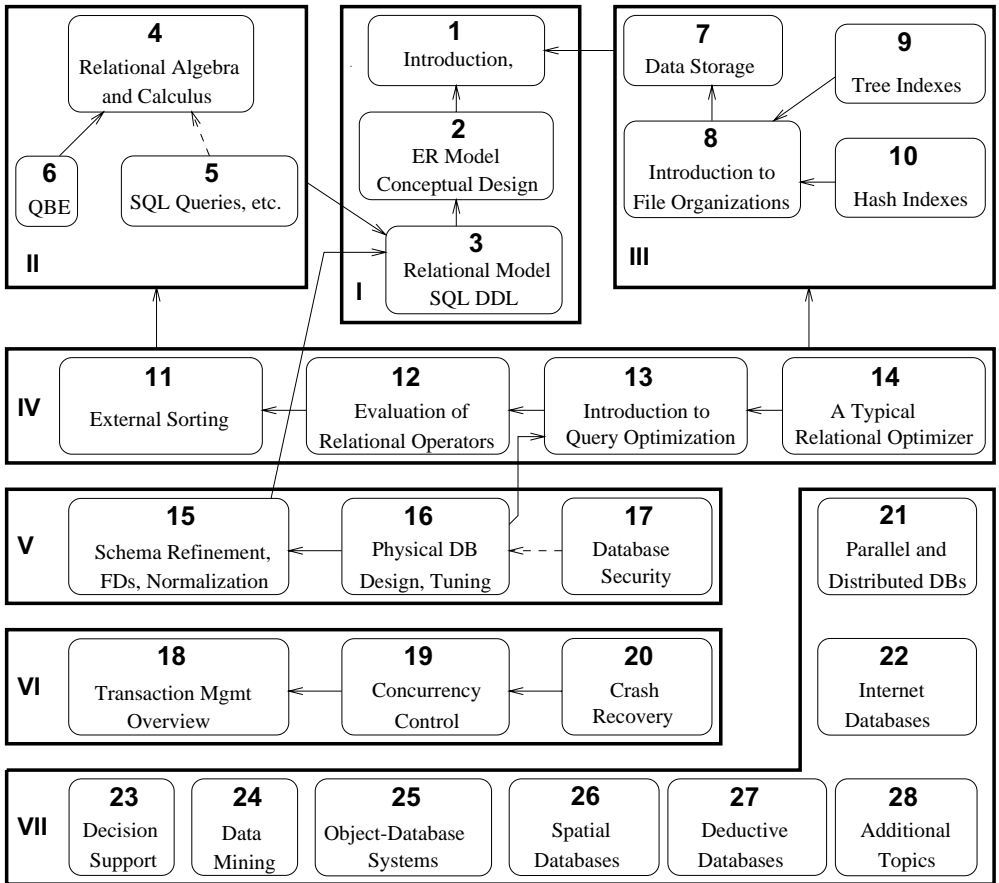 4
Relational Algebra
and Calculus
6
QBE
5
SQL Queries, etc.
II
1
Introduction,
2
ER Model
Conceptual Design
3
Relational Model
SQL DDL
I
7
Data Storage
9
Tree Indexes
8
Introduction to
File Organizations
10
Hash Indexes
III
IV
11
External Sorting
12
Evaluation of
Relational Operators
13
Introduction to
Query Optimization
14
A Typical
Relational Optimizer
V
15
Schema Refinement,
FDs, Normalization
16
Physical DB
Design, Tuning
17
Database
Security
21
Parallel and
Distributed DBs
VI
18
Transaction Mgmt
Overview
19
Concurrency
Control
20
Crash
Recovery
22
Internet
Databases
VII
23
Decision
Support
24
Data
Mining
25
Object-Database
Systems
26
Spatial
Databases
27
Deductive
Databases
28
Additional
Topics